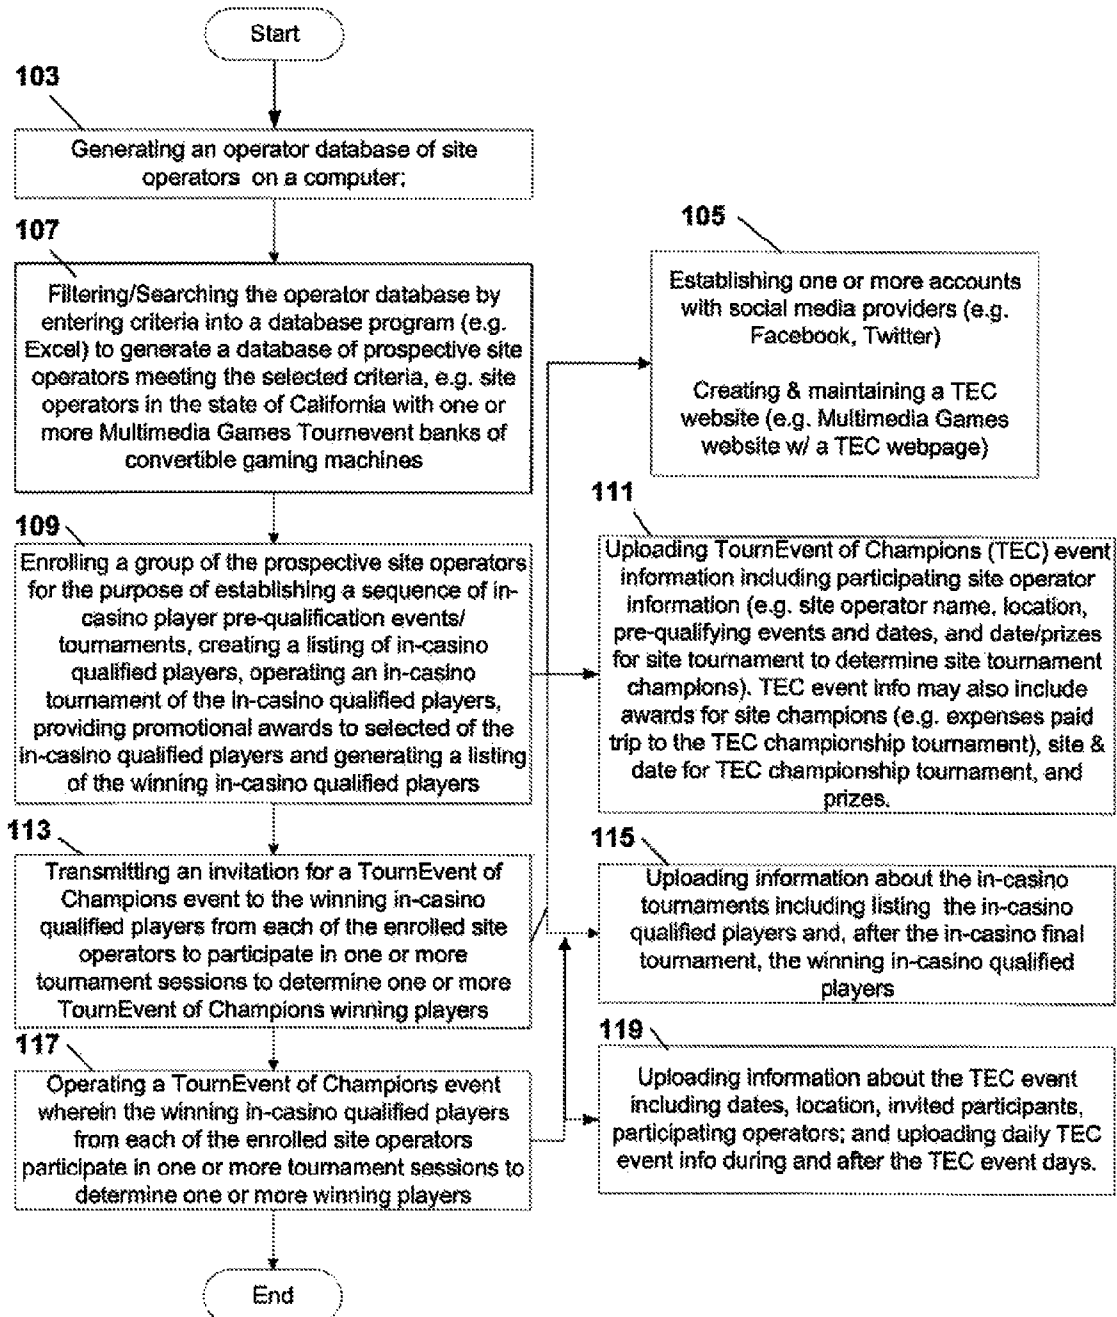 Start
103
Generating an operator database of site
operators on a computer;
107
Filtering/Searching the operator database by
entering criteria into a database program (e.g.
Excel) to generate a database of prospective site
operators meeting the selected criteria, e.g. site
operators in the state of California with one or
more Multimedia Games Tournevent banks of
convertible gaming machines
105
Establishing one or more accounts
with social media providers (e.g.
Facebook, Twitter)
Creating & maintaining a TEC
website (e.g. Multimedia Games
website w/ a TEC webpage)
109
Enrolling a group of the prospective site operators
for the purpose of establishing a sequence of in-
casino player pre-qualification events/
tournaments, creating a listing of in-casino
qualified players, operating an in-casino
tournament of the in-casino qualified players,
providing promotional awards to selected of the
in-casino qualified players and generating a listing
of the winning in-casino qualified players
111
Uploading TournEvent of Champions (TEC) event
information including participating site operator
information (e.g. site operator name, location,
pre-qualifying events and dates, and date/prizes
for site tournament to determine site tournament
champions). TEC event info may also include
awards for site champions (e.g. expenses paid
trip to the TEC championship tournament), site &
date for TEC championship tournament, and
prizes.
113
Transmitting an invitation for a TournEvent of
Champions event to the winning in-casino
qualified players from each of the enrolled site
operators to participate in one or more
tournament sessions to determine one or more
TournEvent of Champions winning players
115
Uploading information about the in-casino
tournaments including listing the in-casino
qualified players and, after the in-casino final
tournament, the winning in-casino qualified
players
117
Operating a TournEvent of Champions event
wherein the winning in-casino qualified players
from each of the enrolled site operators
participate in one or more tournament sessions to
determine one or more winning players
119
Uploading information about the TEC event
including dates, location, invited participants,
participating operators; and uploading daily TEC
event info during and after the TEC event days.
End